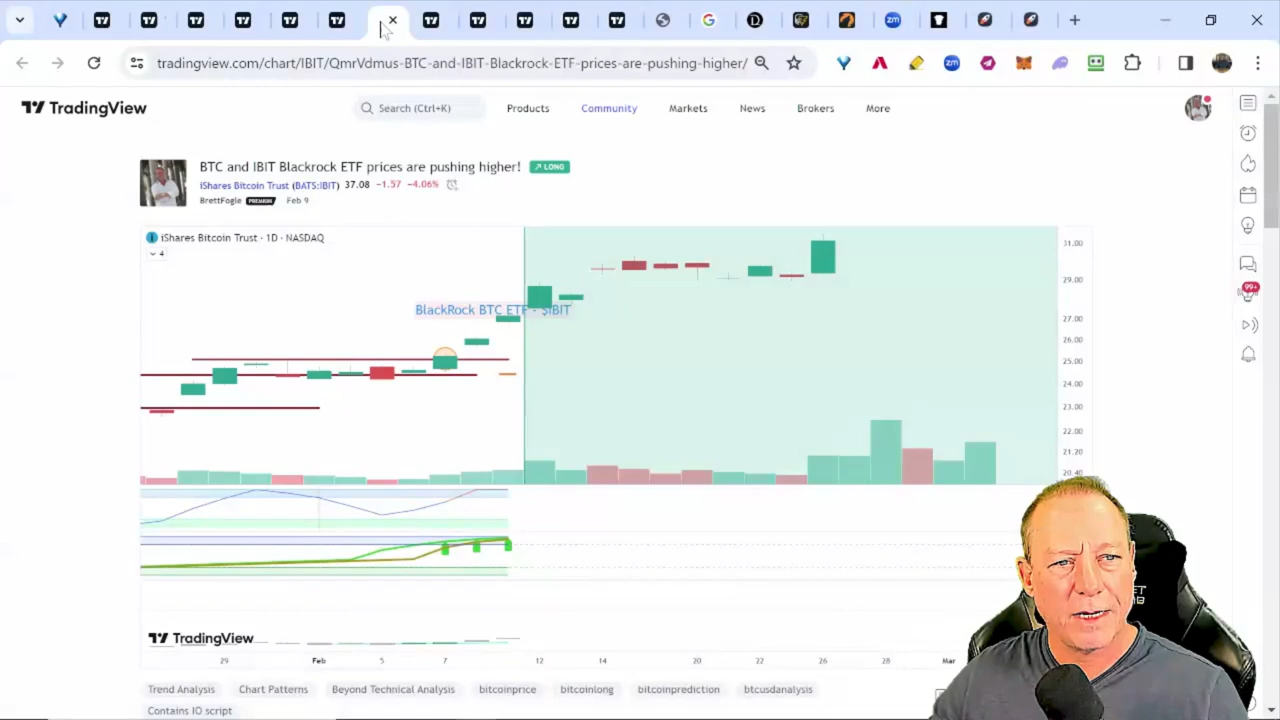 tradingview.com/chart/IBIT/QmrVdmus-BTC-and-IBIT-Blackrock-ETF-prices-are-pushing-higher/
TradingView
Search (Ctrl+K)
Products
Community
Markets
News
Brokers
More
BTC and IBIT Blackrock ETF prices are pushing higher!
LONG
iShares Bitcoin Trust (BATS:IBIT) 37.08 −1.57 −4.06%
BrettFogle PREMIUM Feb 9
iShares Bitcoin Trust · 1D · NASDAQ
4
BlackRock BTC ETF - $IBIT
31.00
29.00
27.00
26.00
25.00
24.00
23.00
22.00
21.20
20.40
99+
TradingView
29 Feb 5 7 12 14 20 22 26 28 Mar
Trend Analysis
Chart Patterns
Beyond Technical Analysis
bitcoinprice
bitcoinlong
bitcoinprediction
btcusdanalysis
Contains IO script